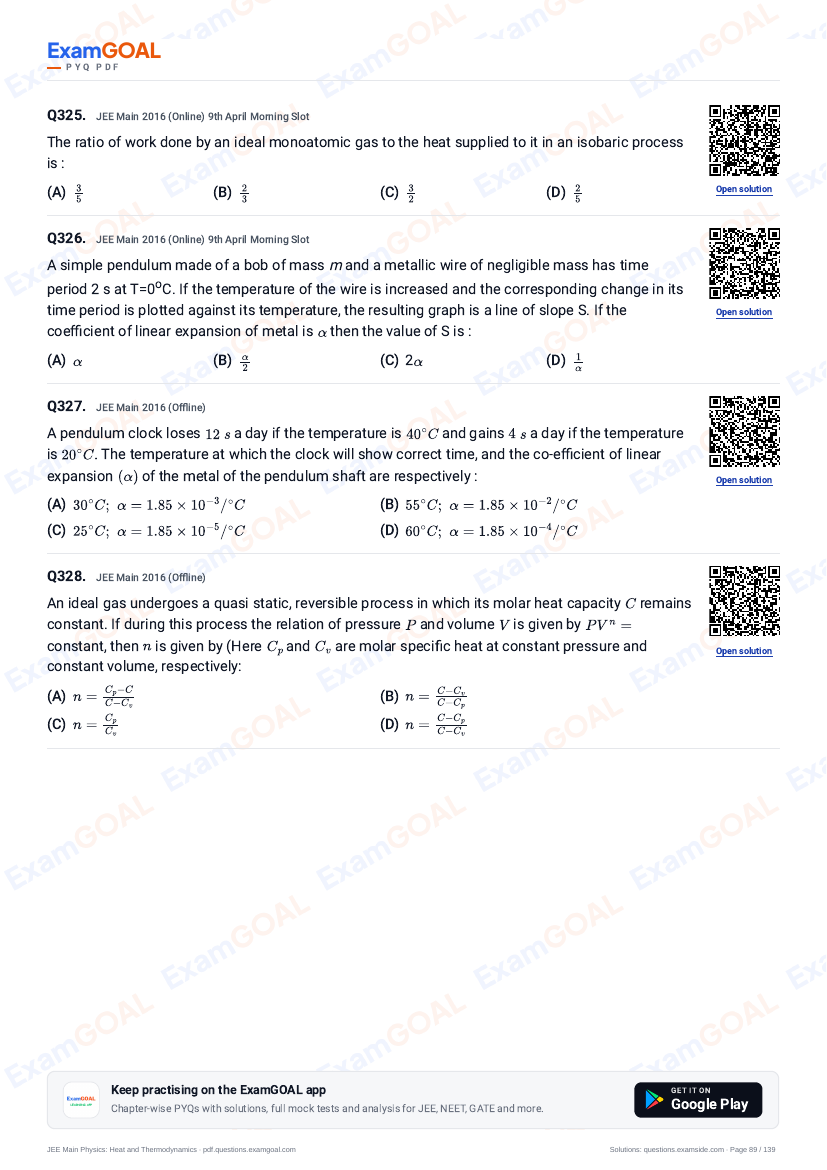 ExamGOAL
PYQ PDF
Q325. JEE Main 2016 (Online) 9th April Morning Slot
The ratio of work done by an ideal monoatomic gas to the heat supplied to it in an isobaric process
is :
(A) 3/5 (B) 2/3 (C) 3/2 (D) 2/5
Open solution
Q326. JEE Main 2016 (Online) 9th April Morning Slot
A simple pendulum made of a bob of mass m and a metallic wire of negligible mass has time
period 2 s at T=0⁰C. If the temperature of the wire is increased and the corresponding change in its
time period is plotted against its temperature, the resulting graph is a line of slope S. If the
coefficient of linear expansion of metal is α then the value of S is :
(A) α (B) α/2 (C) 2α (D) 1/α
Open solution
Q327. JEE Main 2016 (Offline)
A pendulum clock loses 12 s a day if the temperature is 40°C and gains 4 s a day if the temperature
is 20°C. The temperature at which the clock will show correct time, and the co-efficient of linear
expansion (α) of the metal of the pendulum shaft are respectively :
(A) 30°C; α = 1.85 × 10⁻³/°C (B) 55°C; α = 1.85 × 10⁻²/°C
(C) 25°C; α = 1.85 × 10⁻⁵/°C (D) 60°C; α = 1.85 × 10⁻⁴/°C
Open solution
Q328. JEE Main 2016 (Offline)
An ideal gas undergoes a quasi static, reversible process in which its molar heat capacity C remains
constant. If during this process the relation of pressure P and volume V is given by PVⁿ =
constant, then n is given by (Here C_p and C_v are molar specific heat at constant pressure and
constant volume, respectively:
(A) n = (C_p − C)/(C − C_v) (B) n = (C − C_v)/(C − C_p)
(C) n = C_p/C_v (D) n = (C − C_p)/(C − C_v)
Open solution
Keep practising on the ExamGOAL app
Chapter-wise PYQs with solutions, full mock tests and analysis for JEE, NEET, GATE and more.
GET IT ON
Google Play
JEE Main Physics: Heat and Thermodynamics · pdf.questions.examgoal.com
Solutions: questions.examside.com · Page 89 / 139